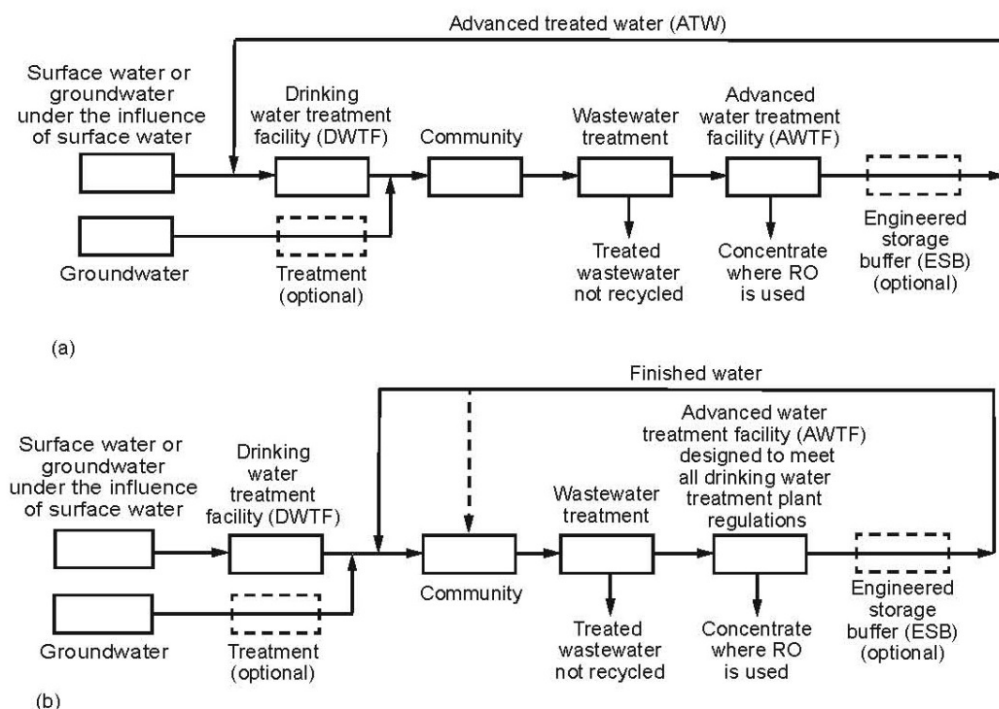 Advanced treated water (ATW)
Surface water or
groundwater
under the influence
of surface water
Drinking
water treatment
facility (DWTF)
Community
Wastewater
treatment
Advanced
water treatment
facility (AWTF)
Groundwater
Treatment
(optional)
Treated
wastewater
not recycled
Concentrate
where RO
is used
Engineered
storage
buffer (ESB)
(optional)
(a)
Finished water
Surface water or
groundwater
under the influence
of surface water
Drinking
water
treatment
facility (DWTF)
Community
Wastewater
treatment
Advanced water
treatment facility (AWTF)
designed to meet
all drinking water
treatment plant
regulations
Groundwater
Treatment
(optional)
Treated
wastewater
not recycled
Concentrate
where RO
is used
Engineered
storage
buffer (ESB)
(optional)
(b)